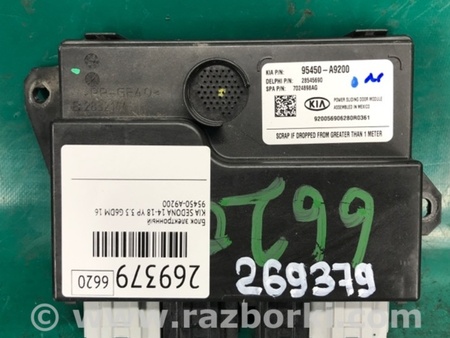 KIA P/N: 95450-A9200
DELPHI P/N: 28545690
SPA P/N: 7024898AG
KIA
POWER SLIDING DOOR MODULE
ASSEMBLED IN MEXICO
920056906280R0361
SCRAP IF DROPPED FROM GREATER THAN 1 METER
6620
269379
269379
6620
KIA SEDONA 14-18 YP 3.3 G6DM 16
95450-A9200
Блок электронный
www.razborka.com